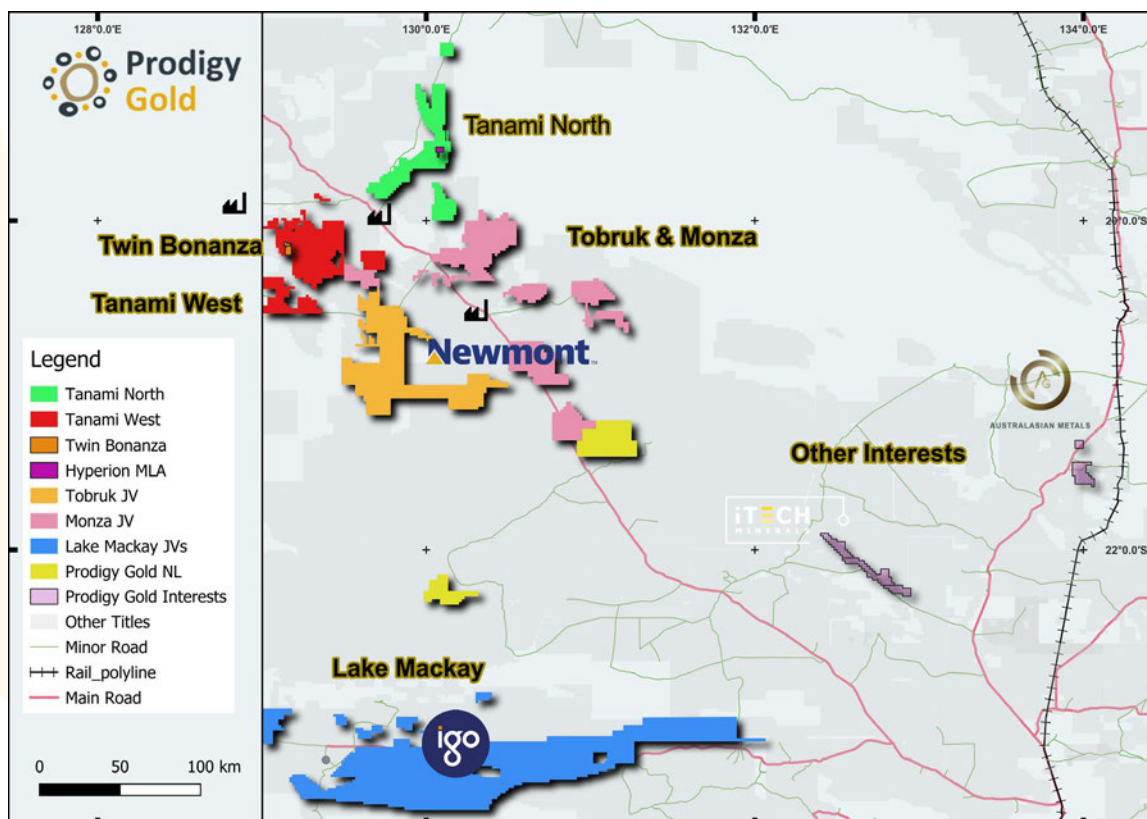 128°0.0'E
130°0.0'E
132°0.0'E
134°0.0'E
Prodigy
Gold
Tanami North
20°0.0'S
Twin Bonanza
Tobruk & Monza
Tanami West
Newmont™
Legend
Tanami North
Tanami West
Twin Bonanza
Hyperion MLA
Tobruk JV
Monza JV
Lake Mackay JVs
Prodigy Gold NL
Prodigy Gold Interests
Other Titles
Minor Road
Rail_polyline
Main Road
AG
AUSTRALASIAN METALS
Other Interests
iTECH
MINERALS
22°0.0'S
Lake Mackay
igo
0 50 100 km